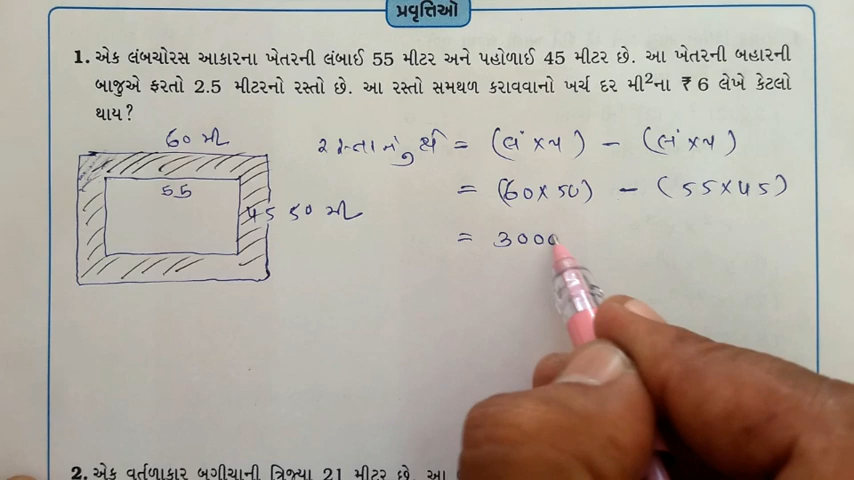 પ્રવૃત્તિઓ
1. એક લંબચોરસ આકારના ખેતરની લંબાઈ 55 મીટર અને પહોળાઈ 45 મીટર છે. આ ખેતરની બહારની
બાજુએ ફરતો 2.5 મીટરનો રસ્તો છે. આ રસ્તો સમથળ કરાવવાનો ખર્ચ દર મી²ના ₹ 6 લેખે કેટલો
થાય?
60 મી
રસ્તાનું ક્ષે = (લં × પ) − (લં × પ)
55
= (60 × 50) − (55 × 45)
45 50 મી
= 3000
2. એક વર્તુળાકાર બગીચાની ત્રિજ્યા 21 મીટર છે. આ